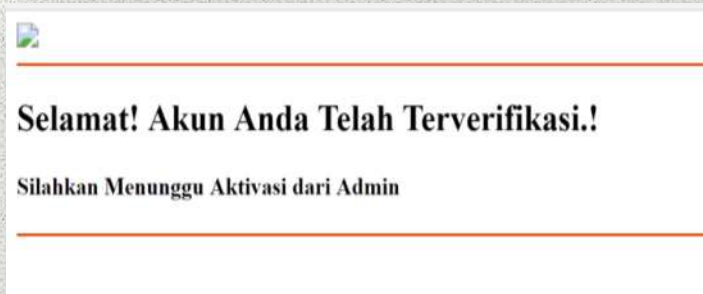 Selamat! Akun Anda Telah Terverifikasi.!
Silahkan Menunggu Aktivasi dari Admin